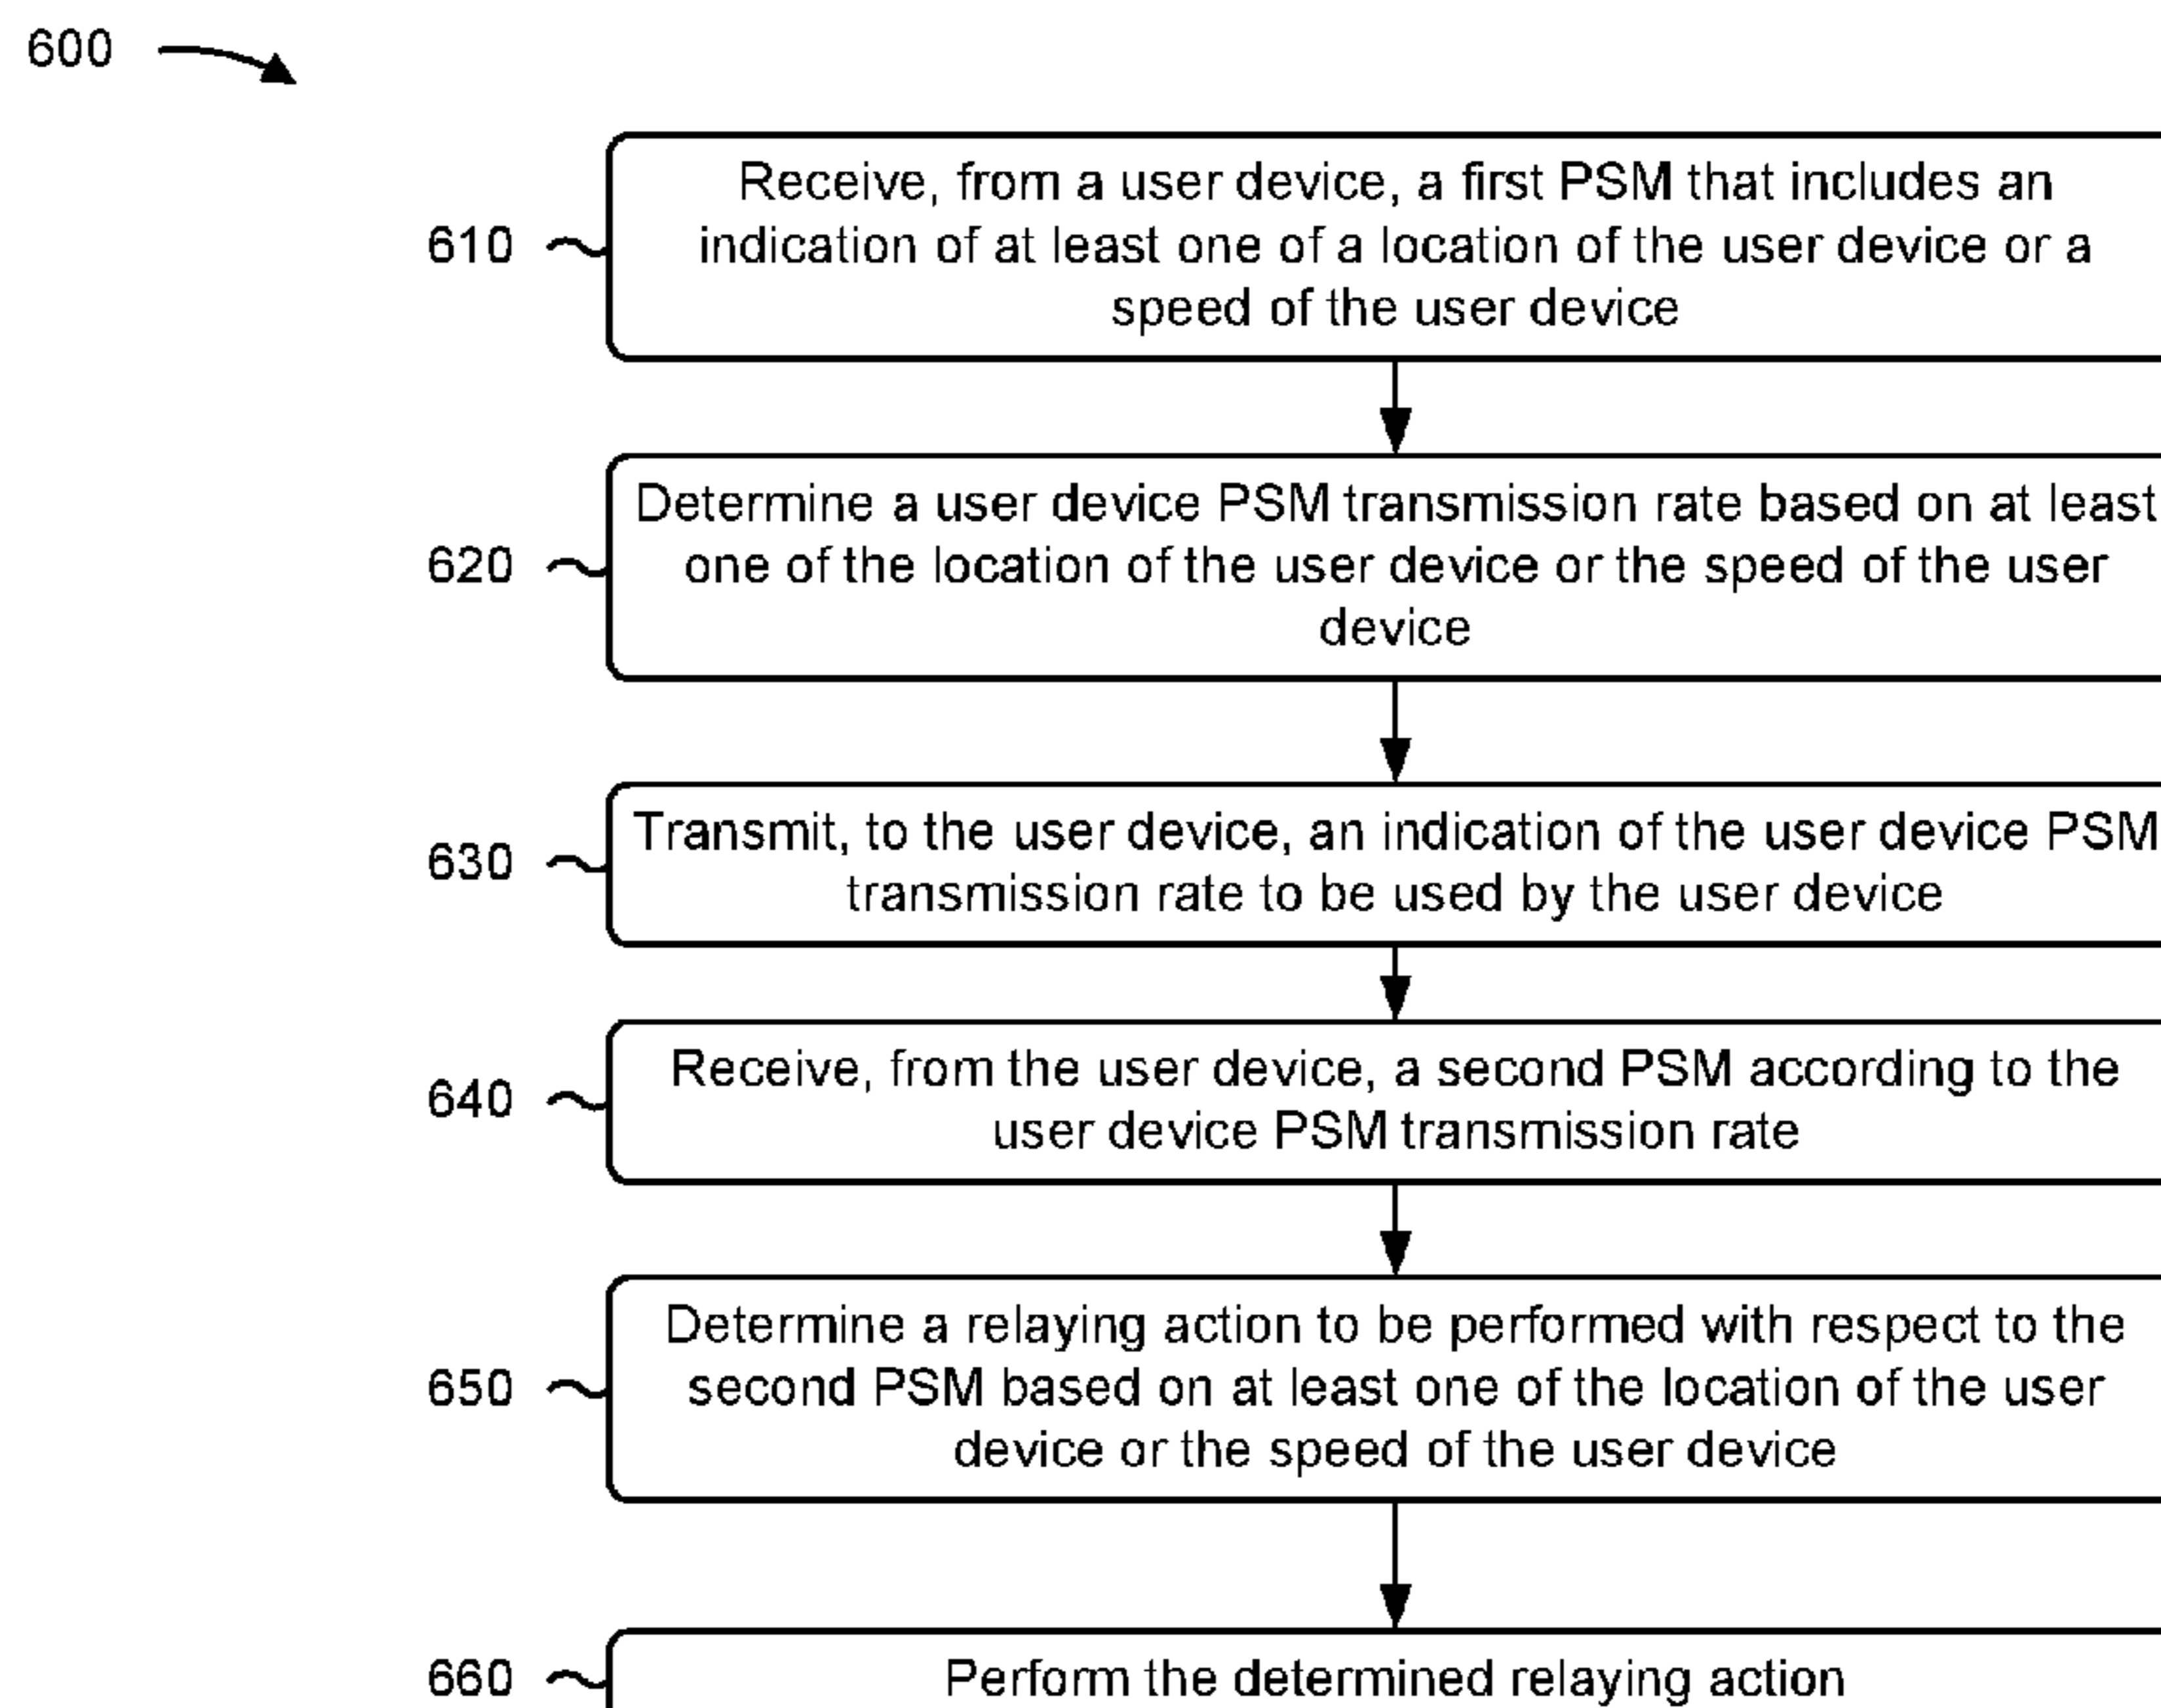 600
610
Receive, from a user device, a first PSM that includes an
indication of at least one of a location of the user device or a
speed of the user device
620
Determine a user device PSM transmission rate based on at least
one of the location of the user device or the speed of the user
device
630
Transmit, to the user device, an indication of the user device PSM
transmission rate to be used by the user device
640
Receive, from the user device, a second PSM according to the
user device PSM transmission rate
650
Determine a relaying action to be performed with respect to the
second PSM based on at least one of the location of the user
device or the speed of the user device
660
Perform the determined relaying action